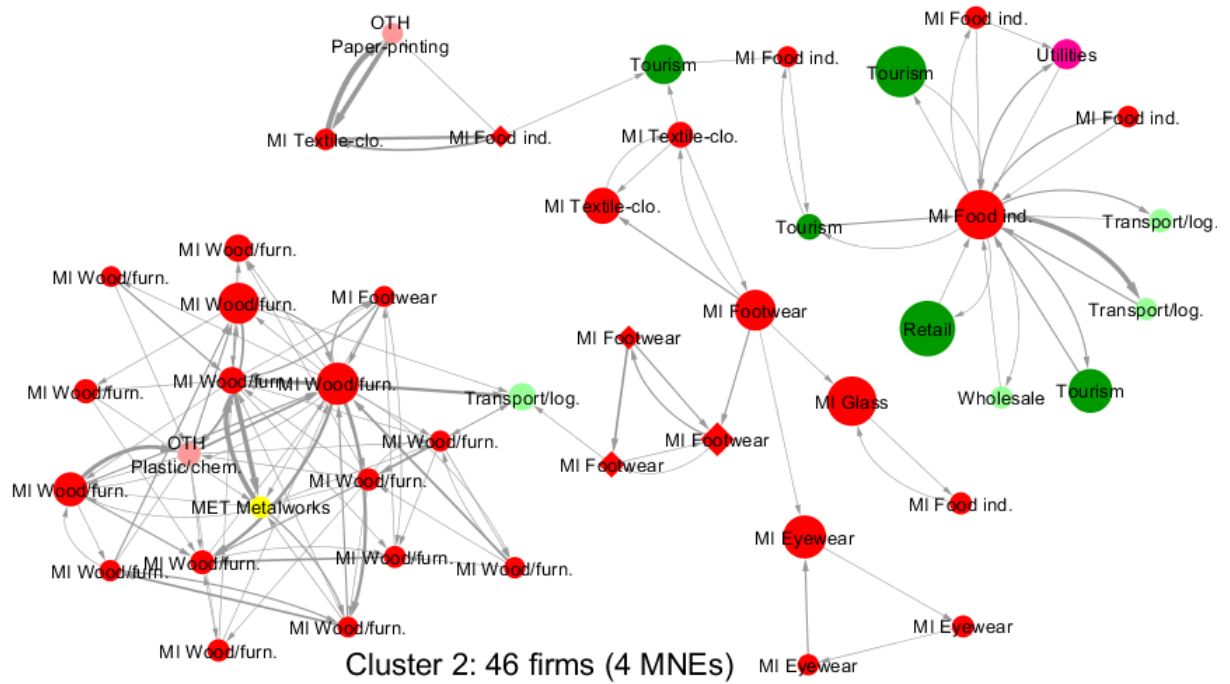 MI Food ind.
OTH
Paper-printing
Utilities
Tourism
MI Food ind.
Tourism
MI Food ind.
MI Textile-clo.
MI Food ind.
MI Textile-clo.
MI Textile-clo.
MI Food ind.
Transport/log.
Tourism
MI Wood/furn.
MI Wood/furn.
MI Wood/furn.
MI Footwear
MI Footwear
Transport/log.
Retail
MI Footwear
MI Wood/furn.
MI Wood/furn.
MI Wood/furn.
Transport/log.
Wholesale
Tourism
MI Glass
OTH
Plastic/chem.
MI Wood/furn.
MI Footwear
MI Footwear
MI Wood/furn.
MI Wood/furn.
MET Metalworks
MI Food ind.
MI Eyewear
MI Wood/furn.
MI Wood/furn.
MI Wood/furn.
MI Wood/furn.
MI Wood/furn.
MI Eyewear
MI Wood/furn.
Cluster 2: 46 firms (4 MNEs)
MI Eyewear